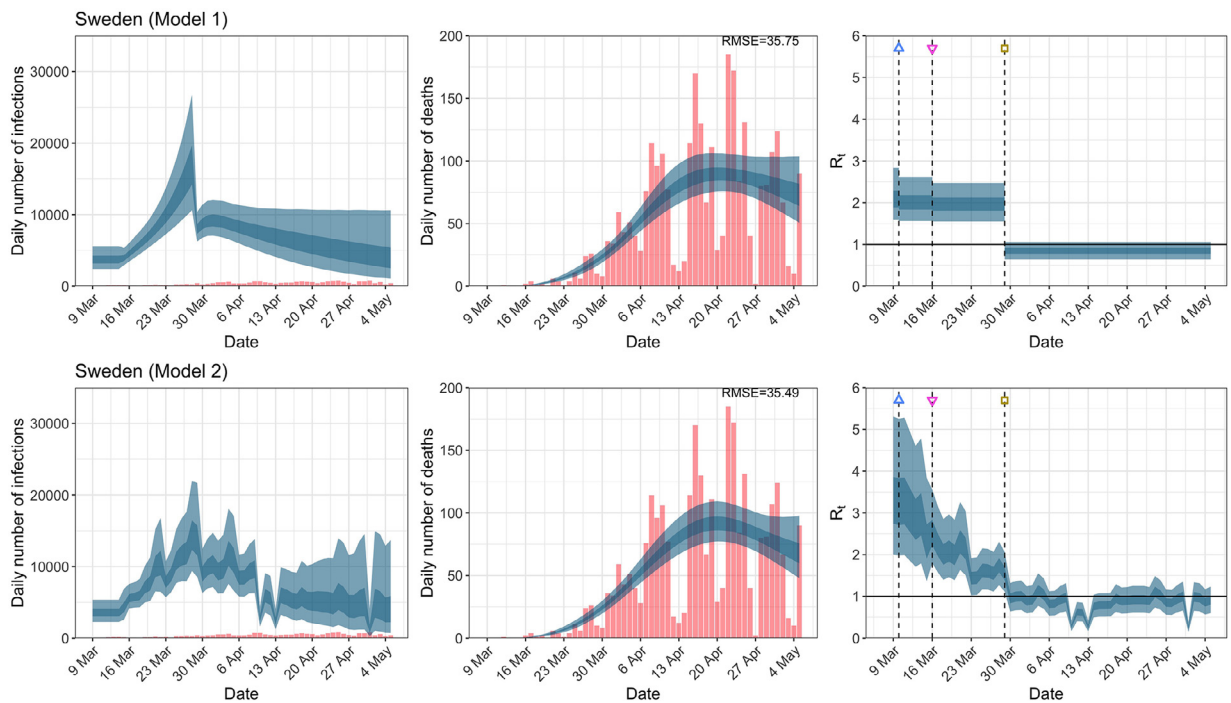 Sweden (Model 1)
Daily number of infections
30000
20000
10000
0
9 Mar
16 Mar
23 Mar
30 Mar
6 Apr
13 Apr
20 Apr
27 Apr
4 May
Date
Daily number of deaths
200
150
100
50
0
RMSE=35.75
9 Mar
16 Mar
23 Mar
30 Mar
6 Apr
13 Apr
20 Apr
27 Apr
4 May
Date
Rt
6
5
4
3
2
1
0
9 Mar
16 Mar
23 Mar
30 Mar
6 Apr
13 Apr
20 Apr
27 Apr
4 May
Date
Sweden (Model 2)
Daily number of infections
30000
20000
10000
0
9 Mar
16 Mar
23 Mar
30 Mar
6 Apr
13 Apr
20 Apr
27 Apr
4 May
Date
Daily number of deaths
200
150
100
50
0
RMSE=35.49
9 Mar
16 Mar
23 Mar
30 Mar
6 Apr
13 Apr
20 Apr
27 Apr
4 May
Date
Rt
6
5
4
3
2
1
0
9 Mar
16 Mar
23 Mar
30 Mar
6 Apr
13 Apr
20 Apr
27 Apr
4 May
Date